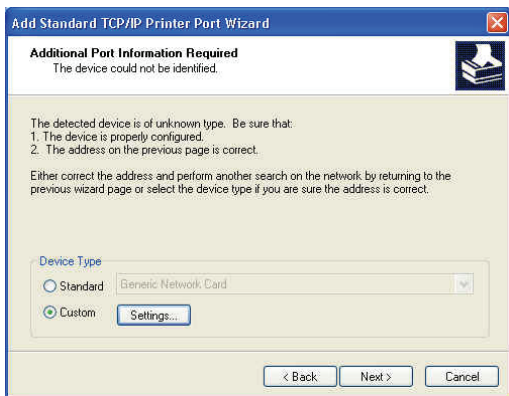 Add Standard TCP/IP Printer Port Wizard
Additional Port Information Required
The device could not be identified.
The detected device is of unknown type. Be sure that:
1. The device is properly configured.
2. The address on the previous page is correct.
Either correct the address and perform another search on the network by returning to the
previous wizard page or select the device type if you are sure the address is correct.
Device Type
Standard Generic Network Card
Custom Settings...
< Back Next > Cancel